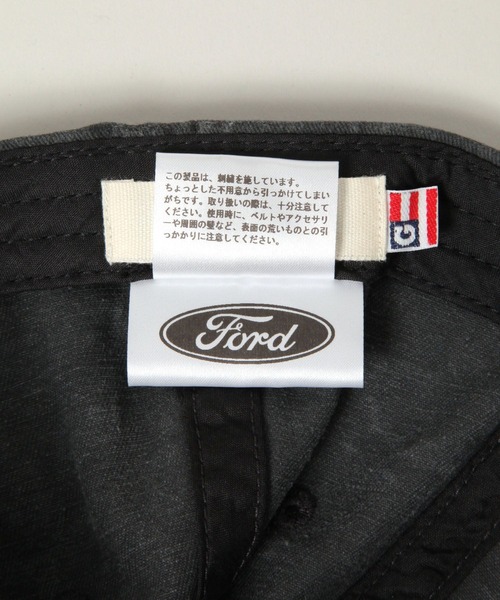 この製品は、刺繍を施しています。
ちょっとした不用意から引っかけてしまい
がちです。取り扱いの際は、十分注意して
ください。使用時に、ベルトやアクセサリ
ーや周囲の壁など、表面の荒いものとの引
っかかりに注意してください。
G
Ford